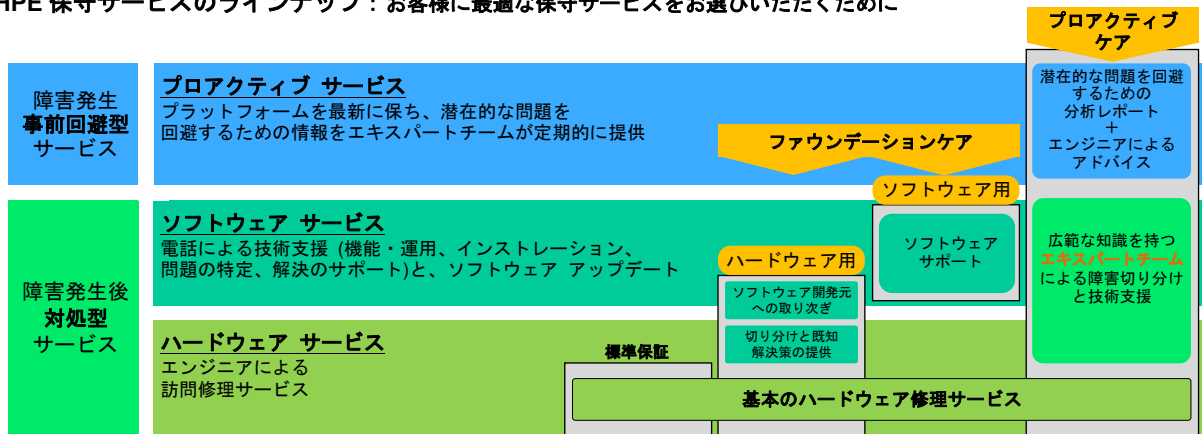 HPE 保守サービスのラインナップ：お客様に最適な保守サービスをお選びいただくために
プロアクティブ
ケア
障害発生
事前回避型
サービス
プロアクティブ サービス
プラットフォームを最新に保ち、潜在的な問題を
回避するための情報をエキスパートチームが定期的に提供
ファウンデーションケア
潜在的な問題を回避
するための
分析レポート
＋
エンジニアによる
アドバイス
障害発生後
対処型
サービス
ソフトウェア サービス
電話による技術支援 (機能・運用、インストレーション、
問題の特定、解決のサポート)と、ソフトウェア アップデート
ソフトウェア用
ソフトウェア
サポート
ハードウェア用
ソフトウェア開発元
への取り次ぎ
切り分けと既知
解決策の提供
広範な知識を持つ
エキスパートチーム
による障害切り分け
と技術支援
ハードウェア サービス
エンジニアによる
訪問修理サービス
標準保証
基本のハードウェア修理サービス